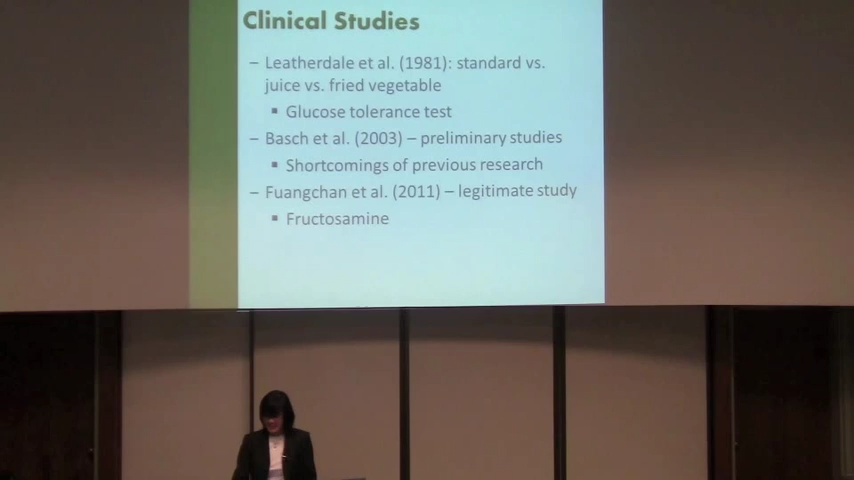 Clinical Studies
– Leatherdale et al. (1981): standard vs.
juice vs. fried vegetable
▪ Glucose tolerance test
– Basch et al. (2003) – preliminary studies
▪ Shortcomings of previous research
– Fuangchan et al. (2011) – legitimate study
▪ Fructosamine